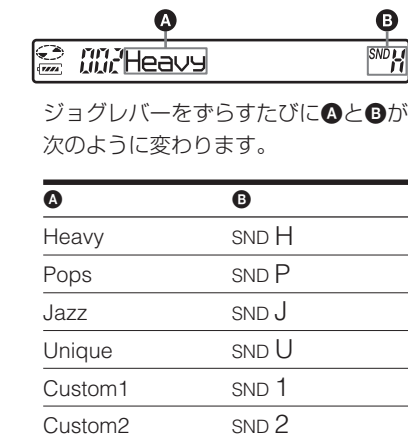 A B
002 Heavy SND H
ジョグレバーをずらすたびにAとBが
次のように変わります。
A B
Heavy SND H
Pops SND P
Jazz SND J
Unique SND U
Custom1 SND 1
Custom2 SND 2